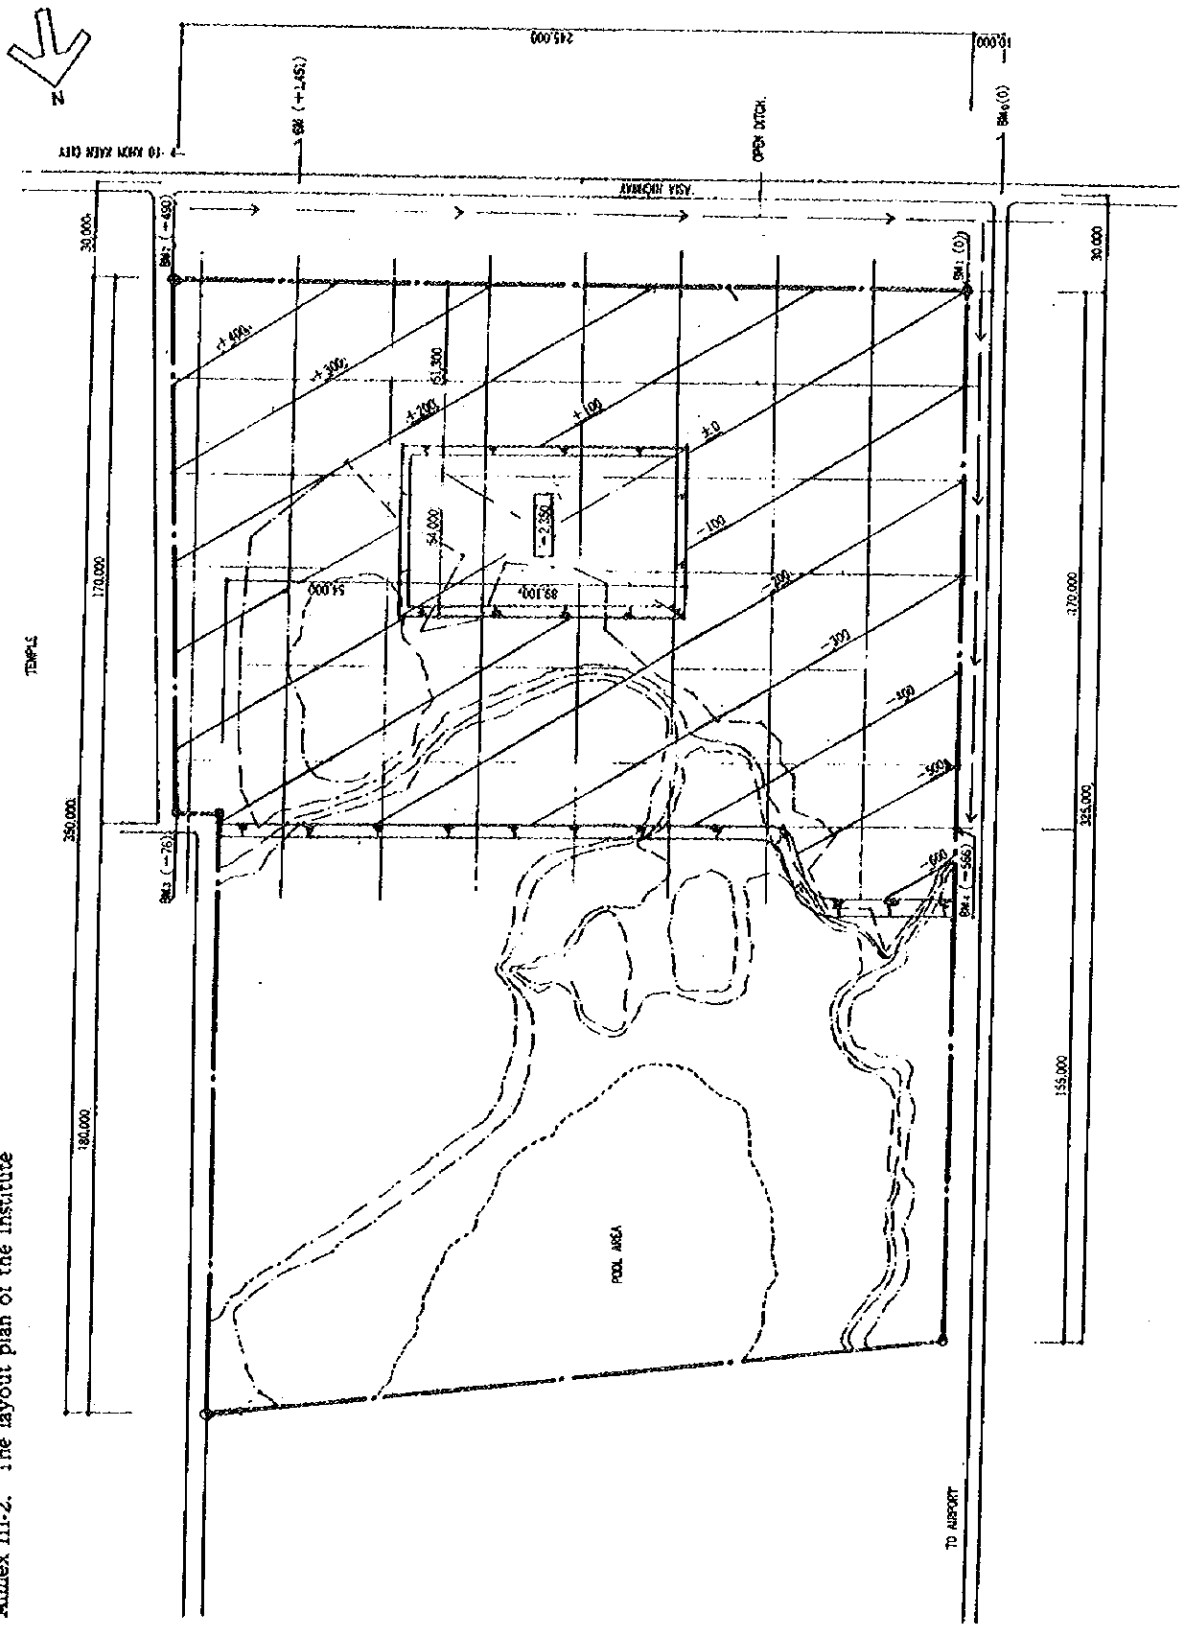 Annex III-2. The layout plan of the institute
N
TO KHON KAEN CITY
245,000
10,000
BM (+1,451)
BM0(0)
OPEN DITCH.
ASIA HIGHWAY
30,000
BM2 (-490)
BM1 (0)
30,000
+400
+300
+200
+100
±0
-100
-200
-300
-400
-500
-600
51,300
54,000
-2,350
89,100
54,000
TEMPLE
170,000
350,000
180,000
BM3 (-76)
BM4 (-566)
170,000
325,000
155,000
POOL AREA
TO AIRPORT